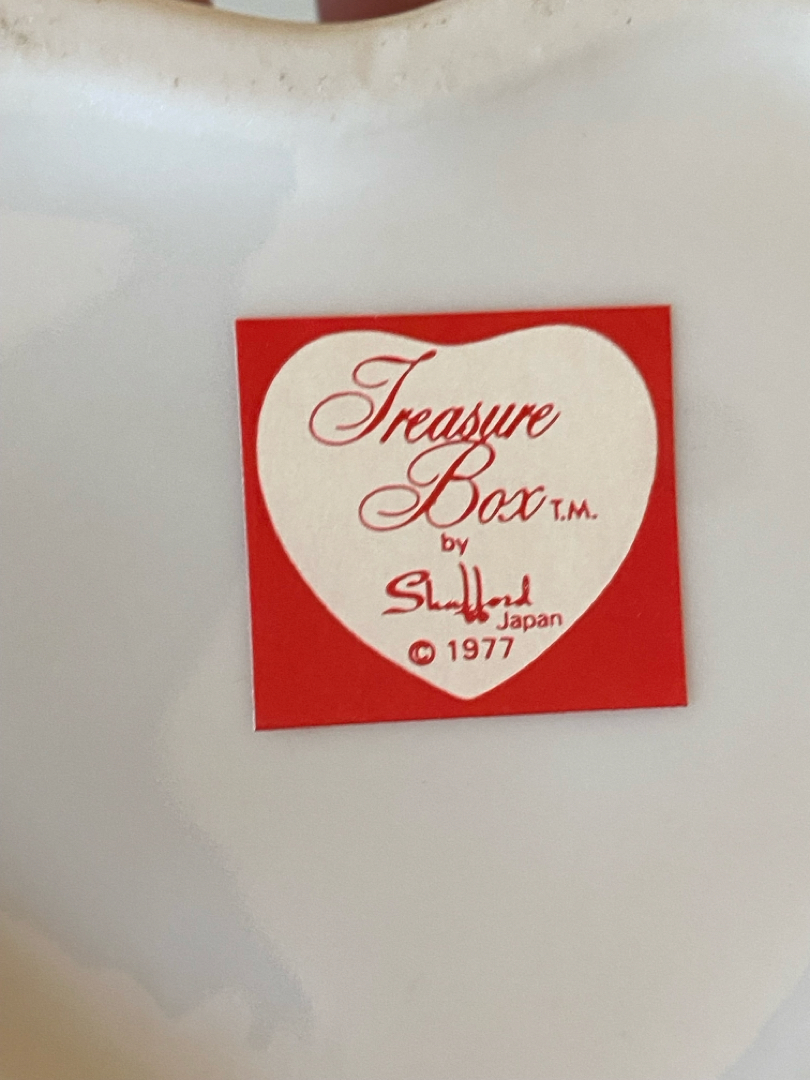 Treasure
Box T.M.
by
Shafford
Japan
© 1977